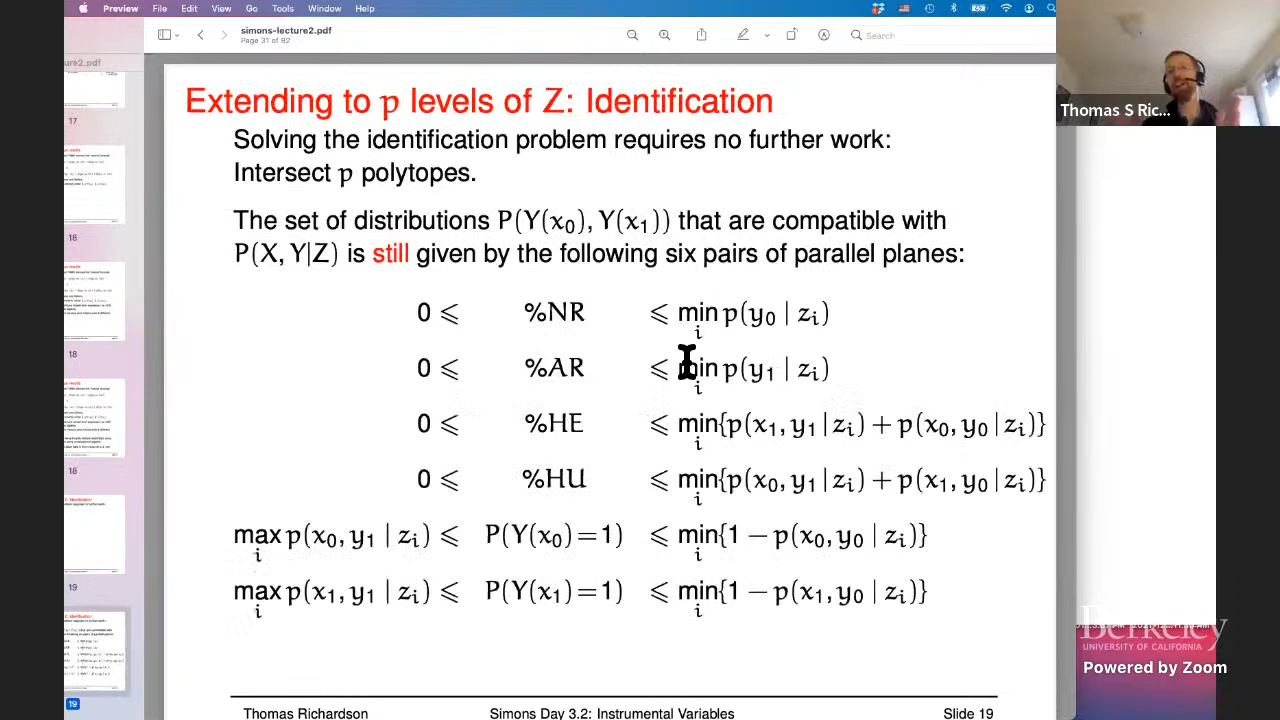 Preview File Edit View Go Tools Window Help
simons-lecture2.pdf
Page 31 of 82
Search
ure2.pdf
17
18
18
18
19
19
Extending to p levels of Z: Identification
Solving the identification problem requires no further work:
Intersect p polytopes.
The set of distributions P(Y(x₀), Y(x₁)) that are compatible with
P(X, Y|Z) is still given by the following six pairs of parallel planes:
0 ⩽ %NR ⩽ min p(y₀ | zᵢ)
i
0 ⩽ %AR ⩽ min p(y₁ | zᵢ)
i
0 ⩽ %HE ⩽ min{p(x₁, y₁ | zᵢ) + p(x₀, y₀ | zᵢ)}
i
0 ⩽ %HU ⩽ min{p(x₀, y₁ | zᵢ) + p(x₁, y₀ | zᵢ)}
i
max p(x₀, y₁ | zᵢ) ⩽ P(Y(x₀) = 1) ⩽ min{1 − p(x₀, y₀ | zᵢ)}
i i
max p(x₁, y₁ | zᵢ) ⩽ P(Y(x₁) = 1) ⩽ min{1 − p(x₁, y₀ | zᵢ)}
i i
Thomas Richardson Simons Day 3.2: Instrumental Variables Slide 19
Thomas S Ric...
Berkeley
UNIVERSITY OF CALIFORNIA
Powered by Zoom